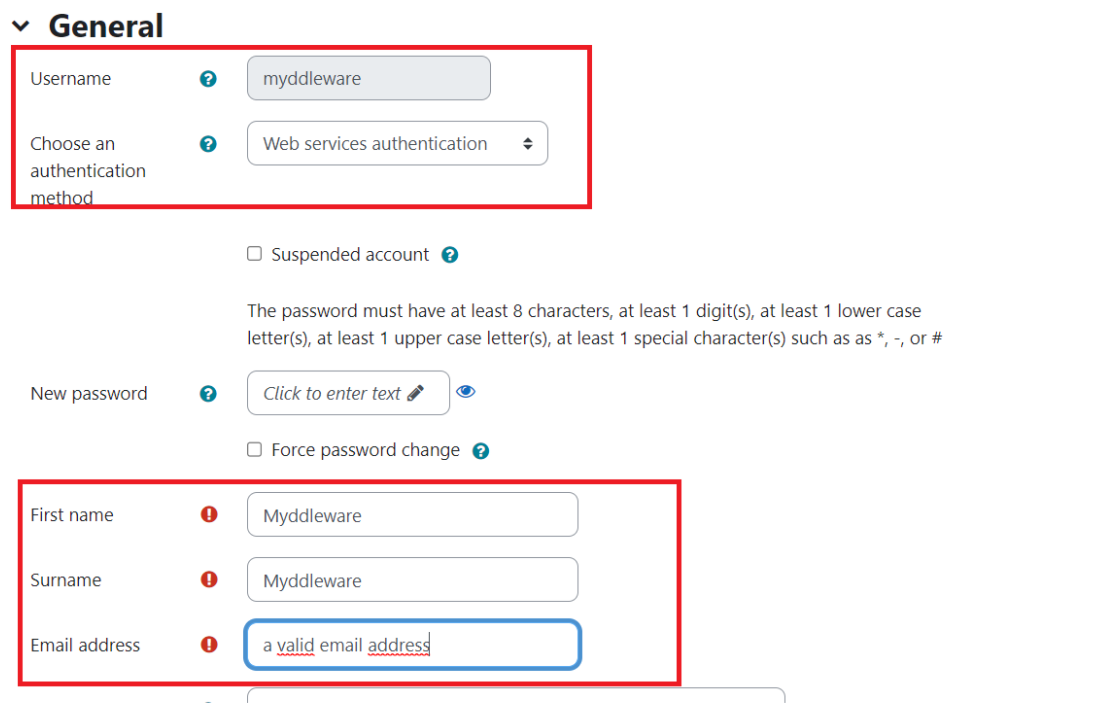 General
Username
myddleware
Choose an
authentication
method
Web services authentication
Suspended account
The password must have at least 8 characters, at least 1 digit(s), at least 1 lower case
letter(s), at least 1 upper case letter(s), at least 1 special character(s) such as as *, -, or #
New password
Click to enter text
Force password change
First name
Myddleware
Surname
Myddleware
Email address
a valid email address